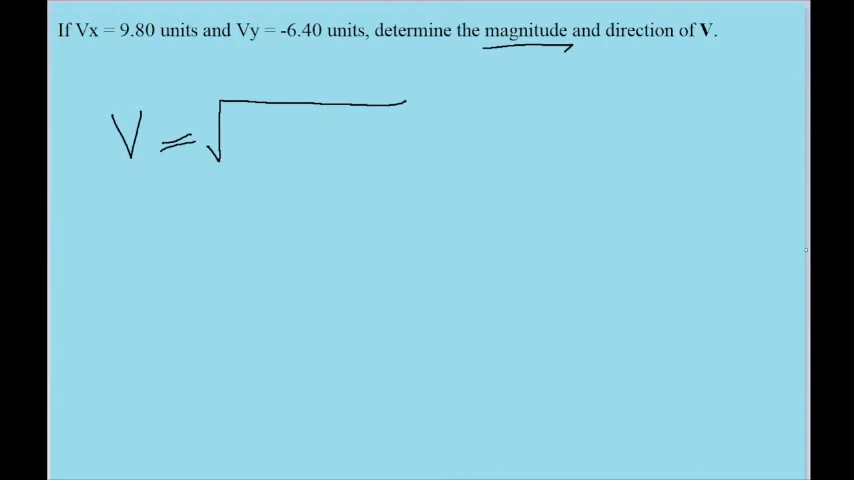 If Vx = 9.80 units and Vy = -6.40 units, determine the magnitude and direction of V.
V = √